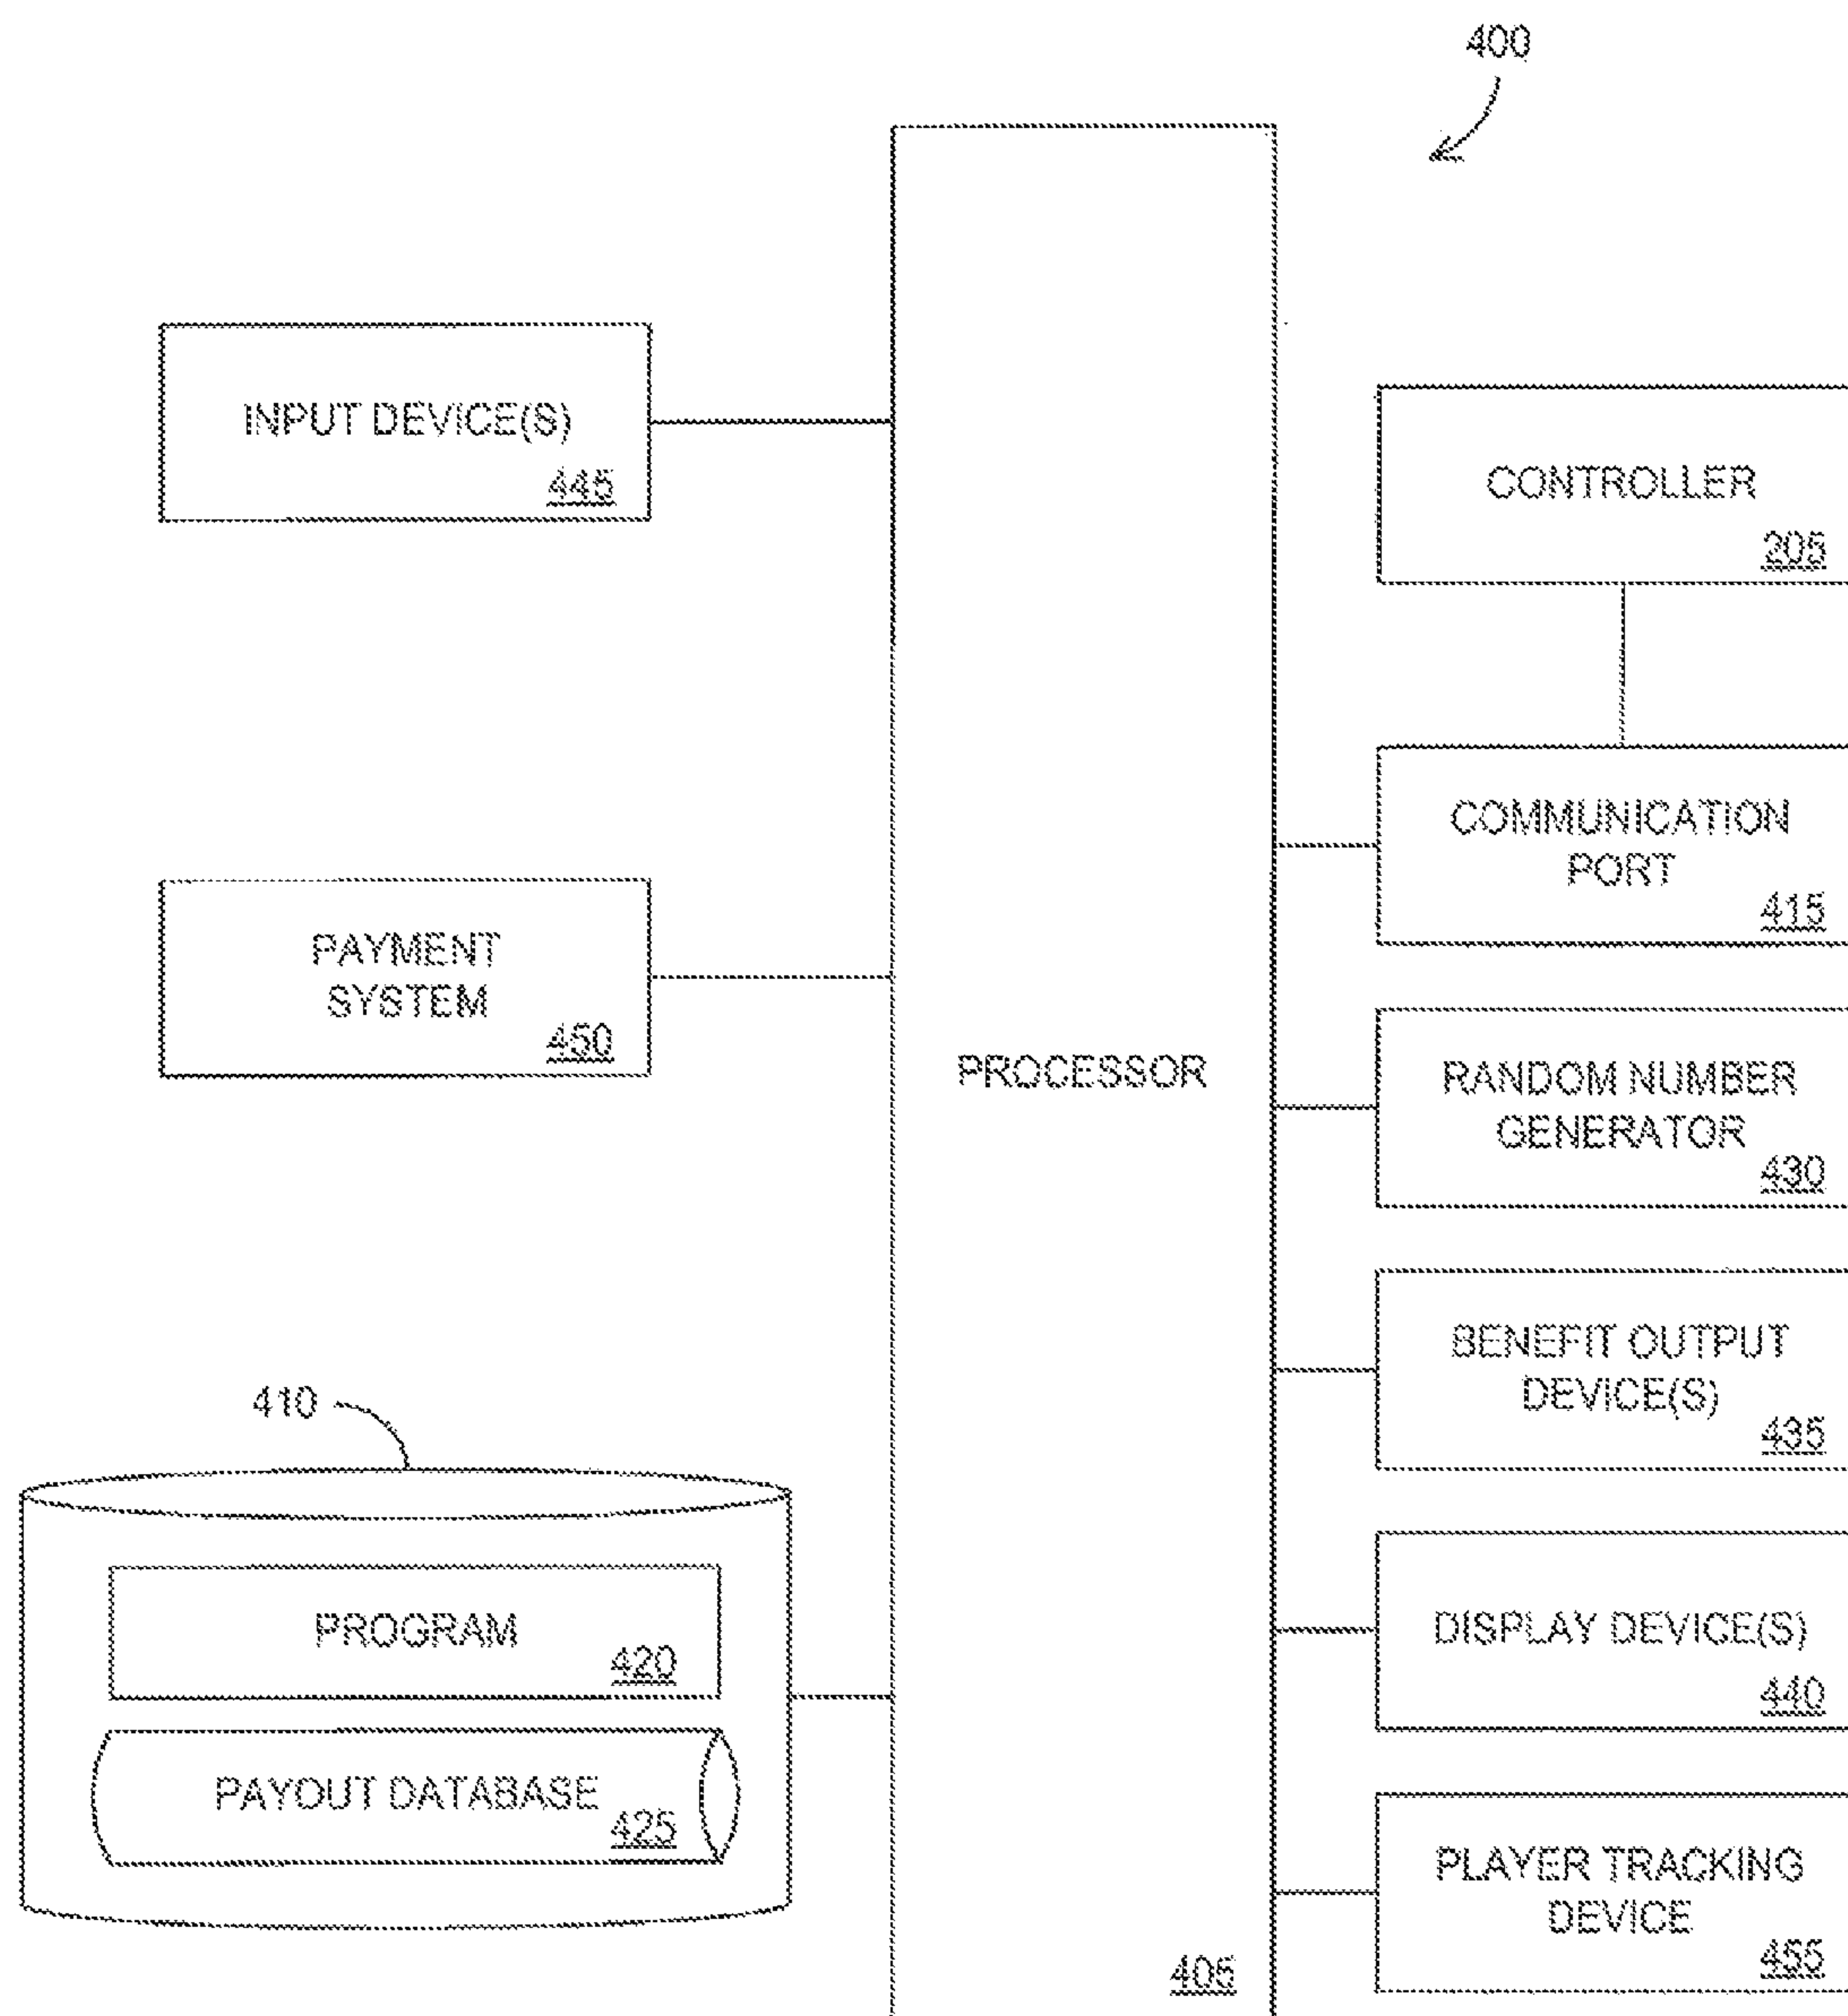 400
INPUT DEVICE(S)
445
CONTROLLER
205
COMMUNICATION
PORT
415
PAYMENT
SYSTEM
450
PROCESSOR
RANDOM NUMBER
GENERATOR
430
BENEFIT OUTPUT
DEVICE(S)
435
410
PROGRAM
420
DISPLAY DEVICE(S)
440
PAYOUT DATABASE
425
PLAYER TRACKING
DEVICE
455
405